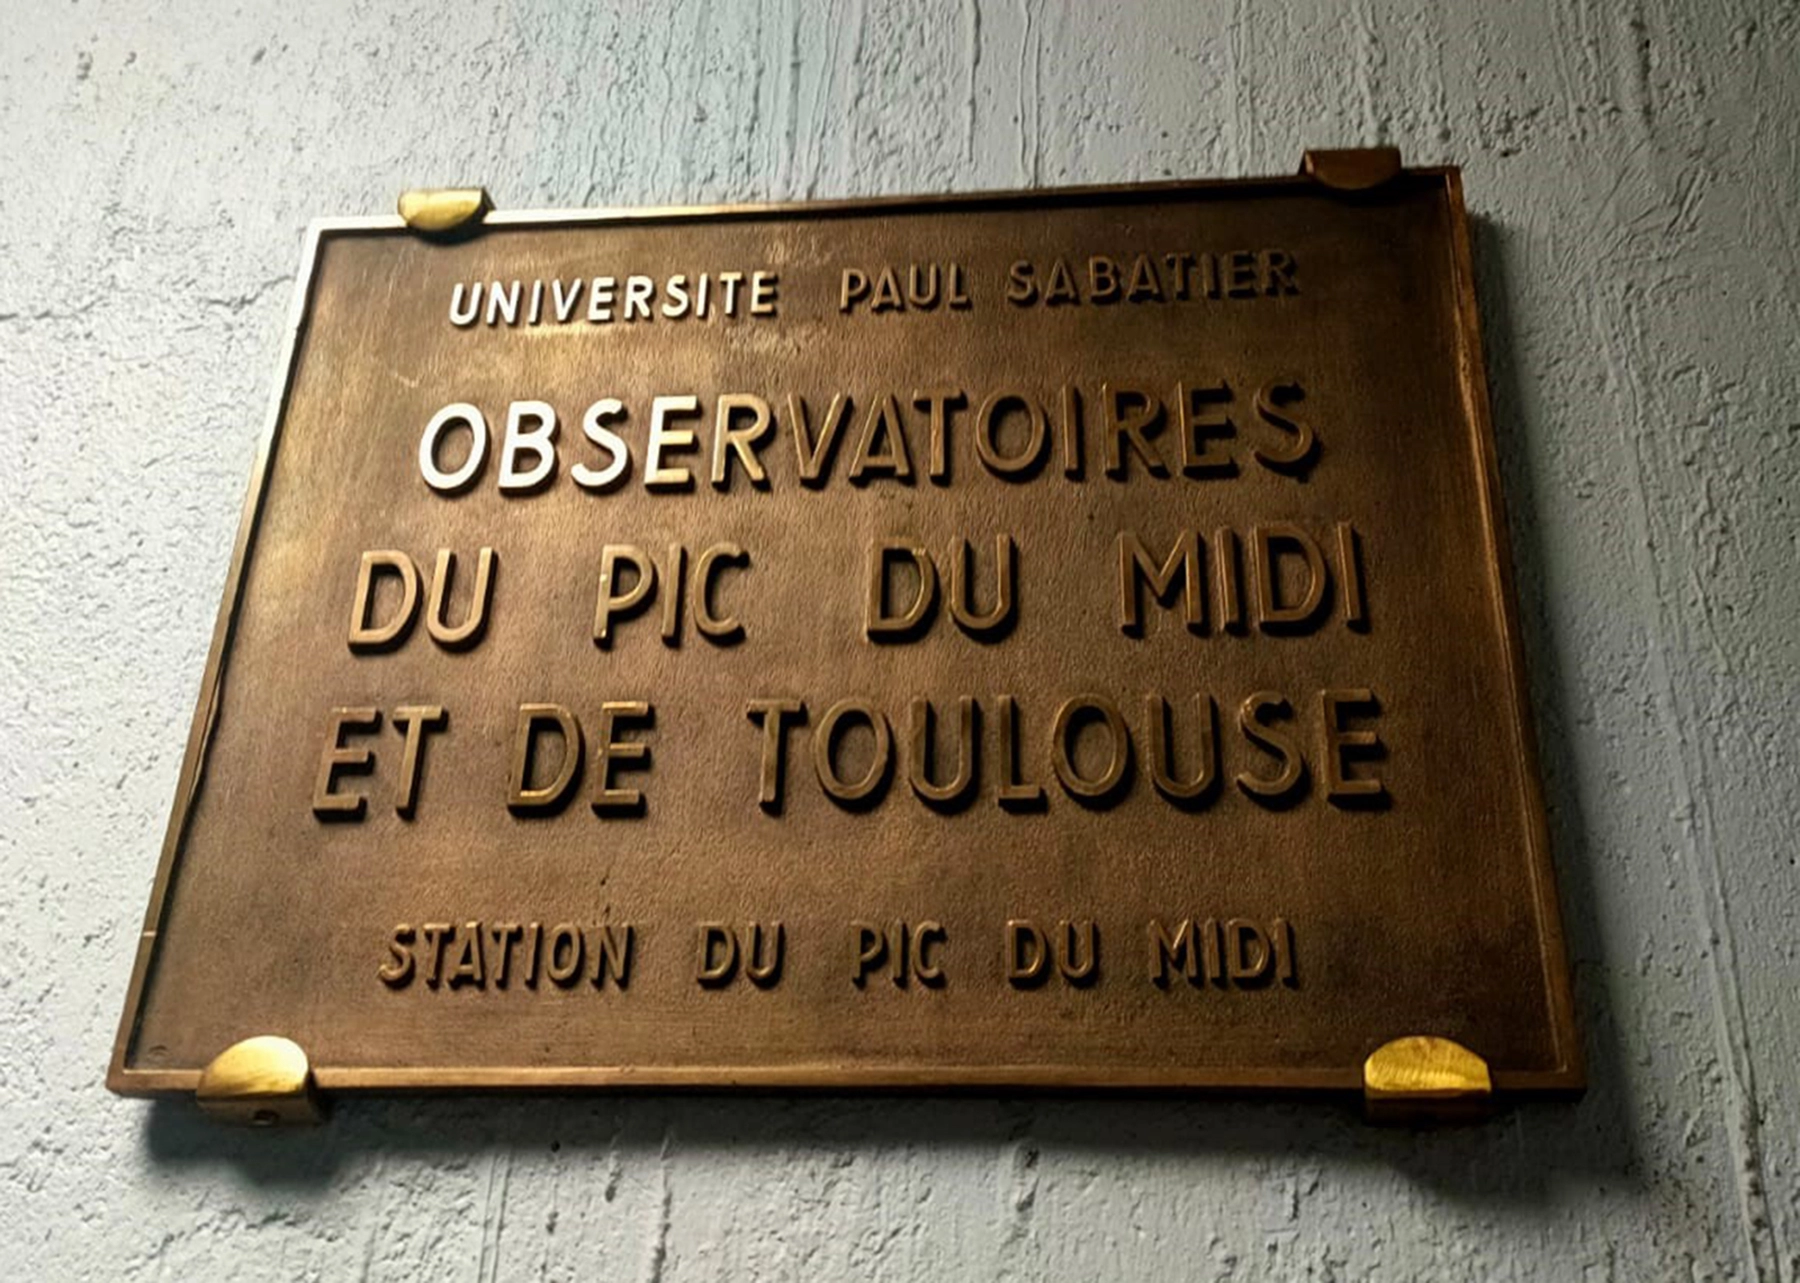 UNIVERSITE PAUL SABATIER
OBSERVATOIRES
DU PIC DU MIDI
ET DE TOULOUSE
STATION DU PIC DU MIDI